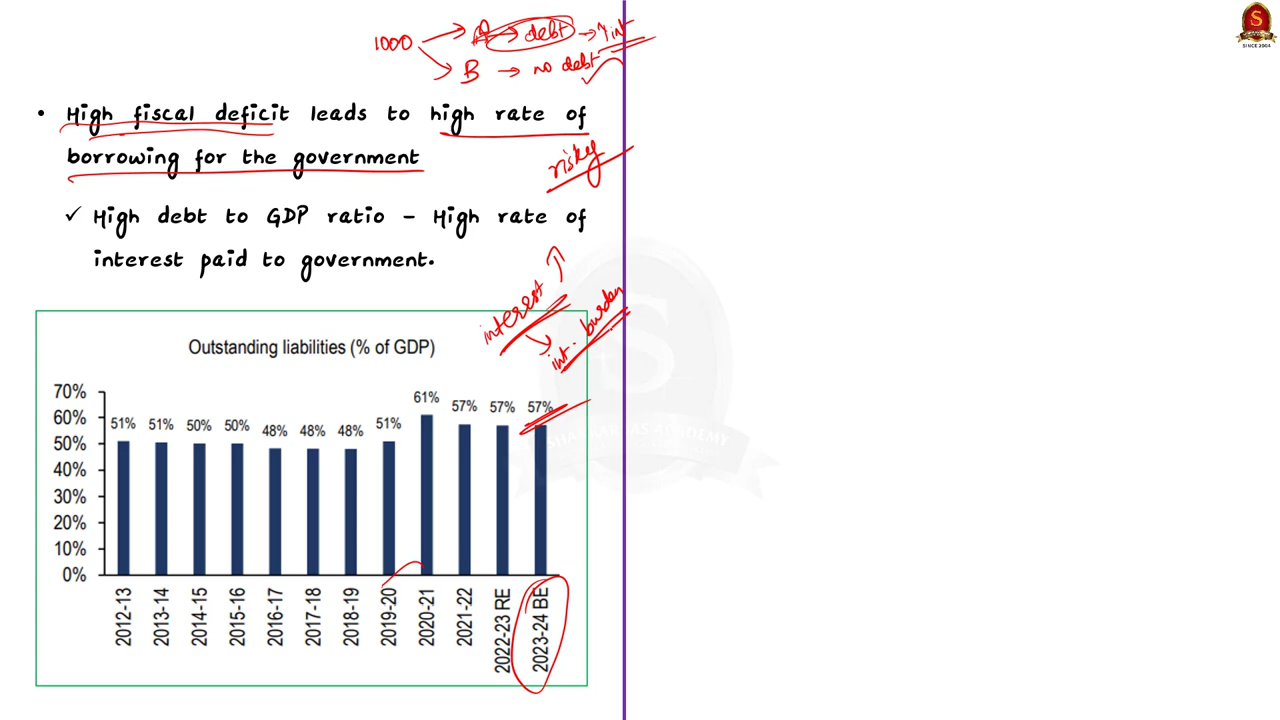 SINCE 2004
1000 → A → debt → ↑ int
B → no debt ✓
• High fiscal deficit leads to high rate of
borrowing for the government
risky
✓ High debt to GDP ratio – High rate of
interest paid to government.
interest ↑
int. burden
Outstanding liabilities (% of GDP)
70%
60%
50%
40%
30%
20%
10%
0%
51% 51% 50% 50% 48% 48% 48% 51% 61% 57% 57% 57%
2012-13
2013-14
2014-15
2015-16
2016-17
2017-18
2018-19
2019-20
2020-21
2021-22
2022-23 RE
2023-24 BE
SHANKAR IAS ACADEMY